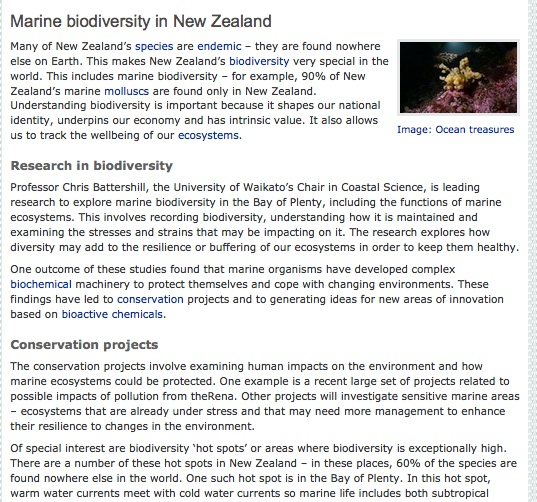 Marine biodiversity in New Zealand
Many of New Zealand's species are endemic – they are found nowhere
else on Earth. This makes New Zealand's biodiversity very special in the
world. This includes marine biodiversity – for example, 90% of New
Zealand's marine molluscs are found only in New Zealand.
Understanding biodiversity is important because it shapes our national
identity, underpins our economy and has intrinsic value. It also allows
us to track the wellbeing of our ecosystems.
Image: Ocean treasures
Research in biodiversity
Professor Chris Battershill, the University of Waikato's Chair in Coastal Science, is leading
research to explore marine biodiversity in the Bay of Plenty, including the functions of marine
ecosystems. This involves recording biodiversity, understanding how it is maintained and
examining the stresses and strains that may be impacting on it. The research explores how
diversity may add to the resilience or buffering of our ecosystems in order to keep them healthy.
One outcome of these studies found that marine organisms have developed complex
biochemical machinery to protect themselves and cope with changing environments. These
findings have led to conservation projects and to generating ideas for new areas of innovation
based on bioactive chemicals.
Conservation projects
The conservation projects involve examining human impacts on the environment and how
marine ecosystems could be protected. One example is a recent large set of projects related to
possible impacts of pollution from theRena. Other projects will investigate sensitive marine areas
– ecosystems that are already under stress and that may need more management to enhance
their resilience to changes in the environment.
Of special interest are biodiversity 'hot spots' or areas where biodiversity is exceptionally high.
There are a number of these hot spots in New Zealand – in these places, 60% of the species are
found nowhere else in the world. One such hot spot is in the Bay of Plenty. In this hot spot,
warm water currents meet with cold water currents so marine life includes both subtropical